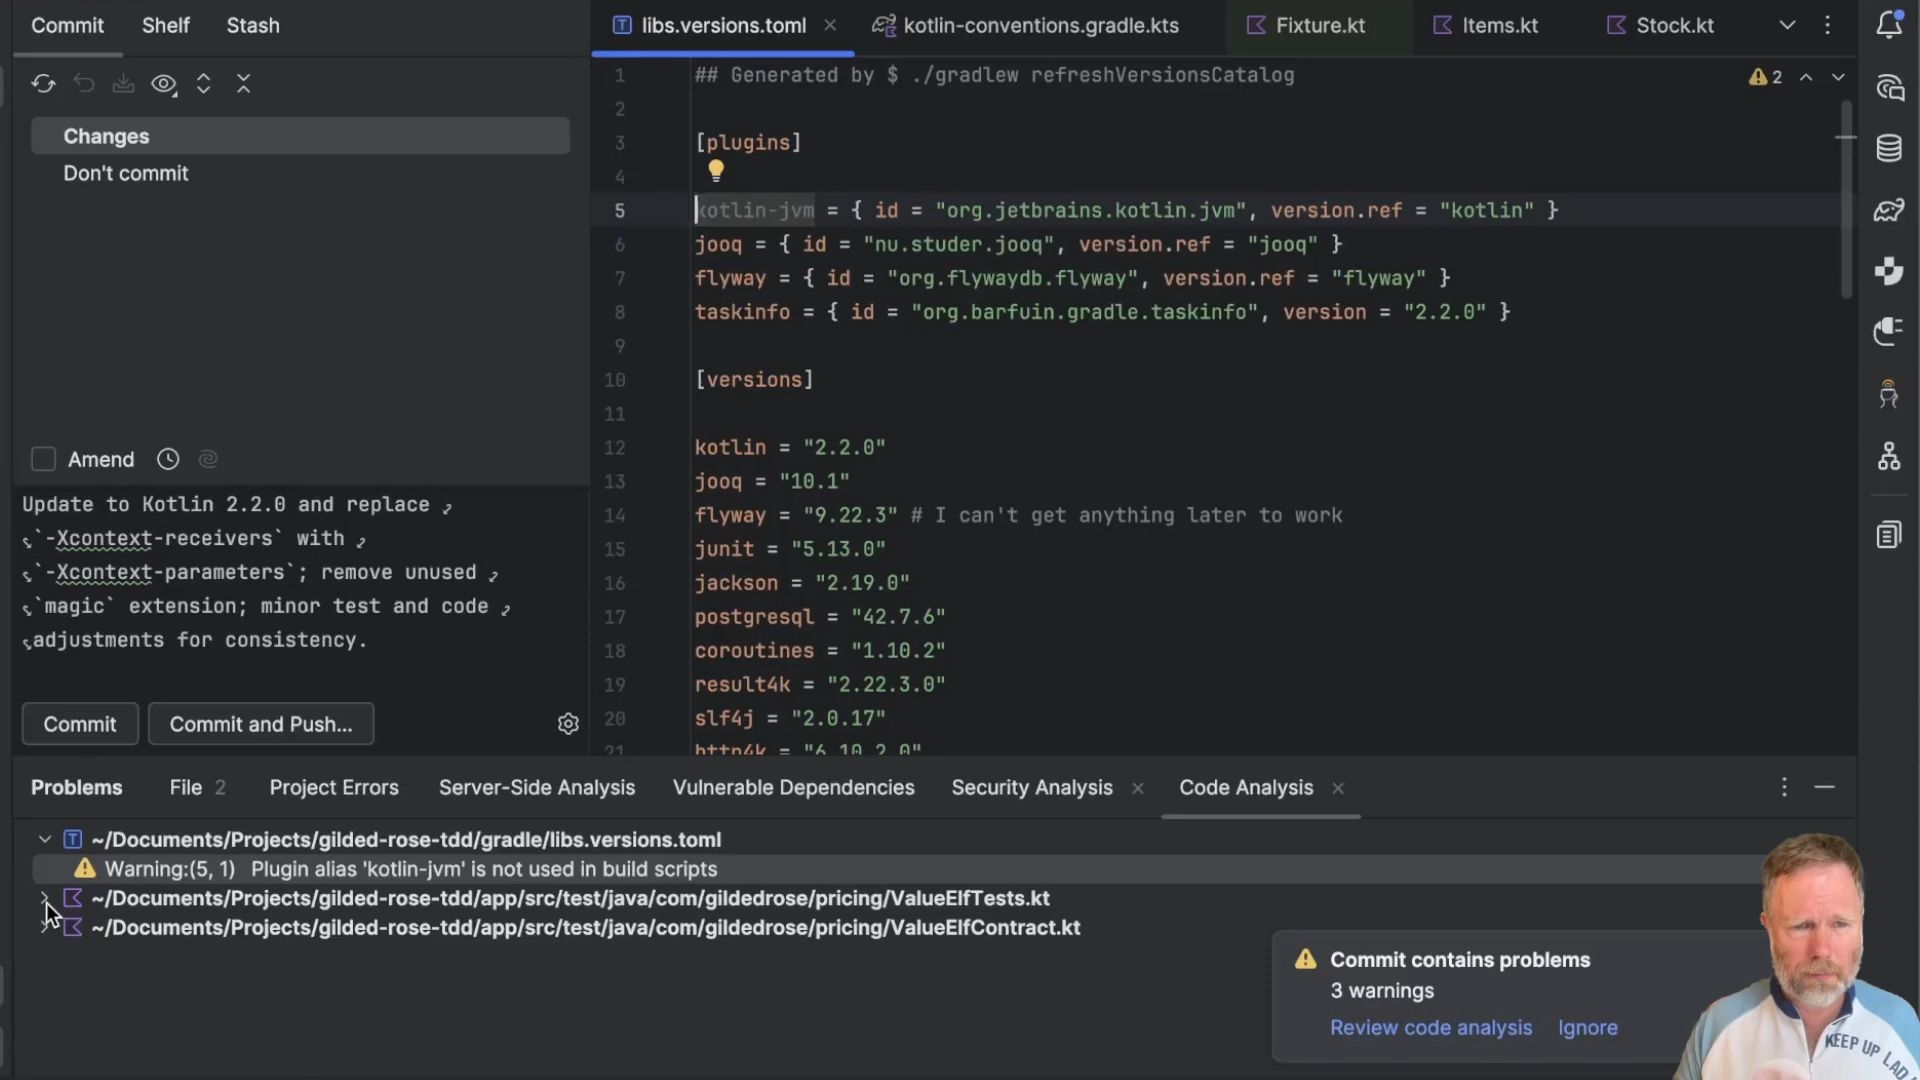 Commit Shelf Stash
libs.versions.toml kotlin-conventions.gradle.kts Fixture.kt Items.kt Stock.kt
Changes
Don't commit
Amend
Update to Kotlin 2.2.0 and replace
`-Xcontext-receivers` with
`-Xcontext-parameters`; remove unused
`magic` extension; minor test and code
adjustments for consistency.
Commit Commit and Push...
2
1 ## Generated by $ ./gradlew refreshVersionsCatalog
2
3 [plugins]
4
5 kotlin-jvm = { id = "org.jetbrains.kotlin.jvm", version.ref = "kotlin" }
6 jooq = { id = "nu.studer.jooq", version.ref = "jooq" }
7 flyway = { id = "org.flywaydb.flyway", version.ref = "flyway" }
8 taskinfo = { id = "org.barfuin.gradle.taskinfo", version = "2.2.0" }
9
10 [versions]
11
12 kotlin = "2.2.0"
13 jooq = "10.1"
14 flyway = "9.22.3" # I can't get anything later to work
15 junit = "5.13.0"
16 jackson = "2.19.0"
17 postgresql = "42.7.6"
18 coroutines = "1.10.2"
19 result4k = "2.22.3.0"
20 slf4j = "2.0.17"
21 http4k = "6.10.2.0"
Problems File 2 Project Errors Server-Side Analysis Vulnerable Dependencies Security Analysis Code Analysis
~/Documents/Projects/gilded-rose-tdd/gradle/libs.versions.toml
Warning:(5, 1) Plugin alias 'kotlin-jvm' is not used in build scripts
~/Documents/Projects/gilded-rose-tdd/app/src/test/java/com/gildedrose/pricing/ValueElfTests.kt
~/Documents/Projects/gilded-rose-tdd/app/src/test/java/com/gildedrose/pricing/ValueElfContract.kt
Commit contains problems
3 warnings
Review code analysis Ignore
KEEP UP LAD